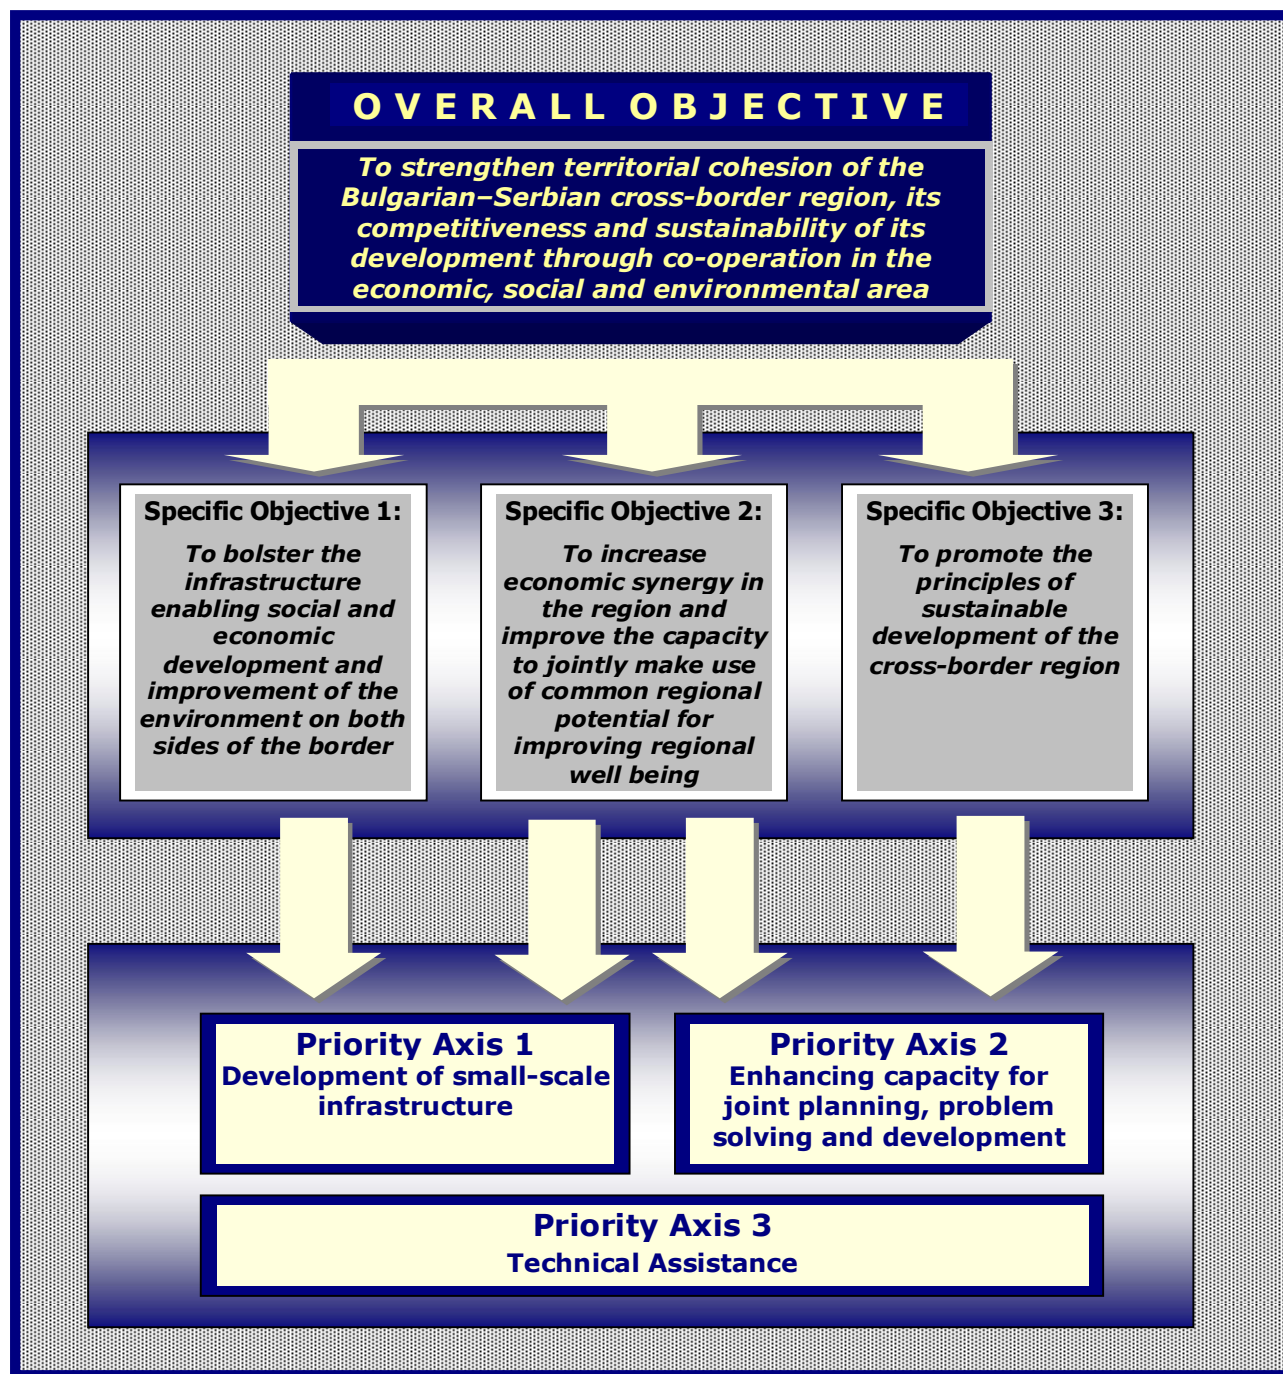 OVERALL OBJECTIVE
To strengthen territorial cohesion of the
Bulgarian–Serbian cross-border region, its
competitiveness and sustainability of its
development through co-operation in the
economic, social and environmental area
Specific Objective 1:
To bolster the
infrastructure
enabling social and
economic
development and
improvement of the
environment on both
sides of the border
Specific Objective 2:
To increase
economic synergy in
the region and
improve the capacity
to jointly make use
of common regional
potential for
improving regional
well being
Specific Objective 3:
To promote the
principles of
sustainable
development of the
cross-border region
Priority Axis 1
Development of small-scale
infrastructure
Priority Axis 2
Enhancing capacity for
joint planning, problem
solving and development
Priority Axis 3
Technical Assistance